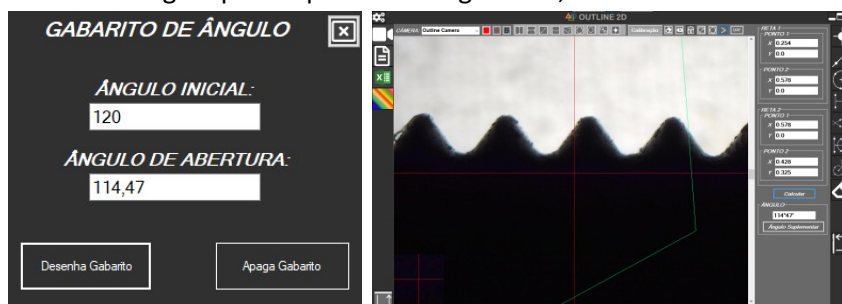 GABARITO DE ÂNGULO
ÂNGULO INICIAL:
120
ÂNGULO DE ABERTURA:
114,47
Desenha Gabarito
Apaga Gabarito
OUTLINE 2D
CÂMERA: Outline Camera
Calibração
RETA 1
PONTO 1
X 0.254
Y 0.0
PONTO 2
X 0.578
Y 0.0
RETA 2
PONTO 1
X 0.578
Y 0.0
PONTO 2
X 0.428
Y 0.325
Calcular
ÂNGULO
114°47'
Ângulo Suplementar